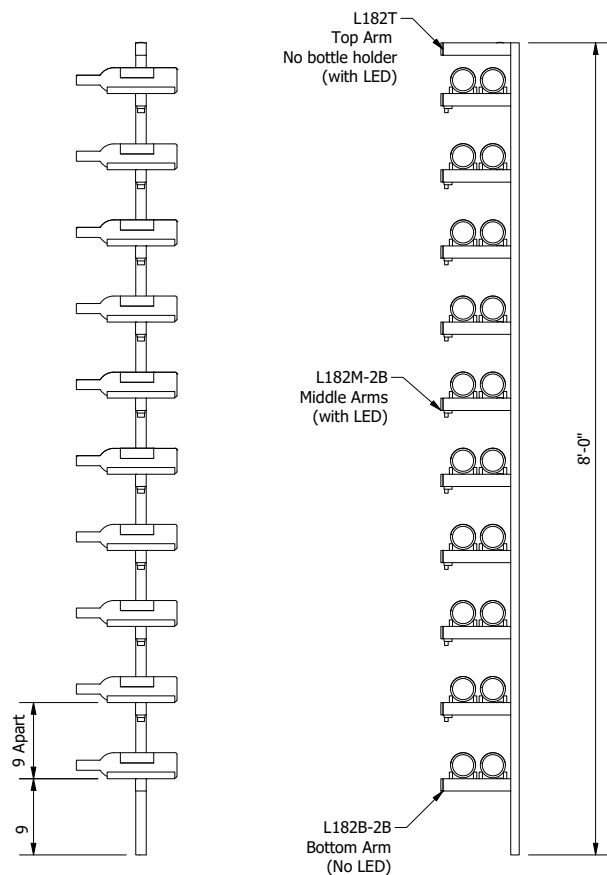 L182T
Top Arm
No bottle holder
(with LED)
L182M-2B
Middle Arms
(with LED)
8'-0"
9 Apart
9
L182B-2B
Bottom Arm
(No LED)